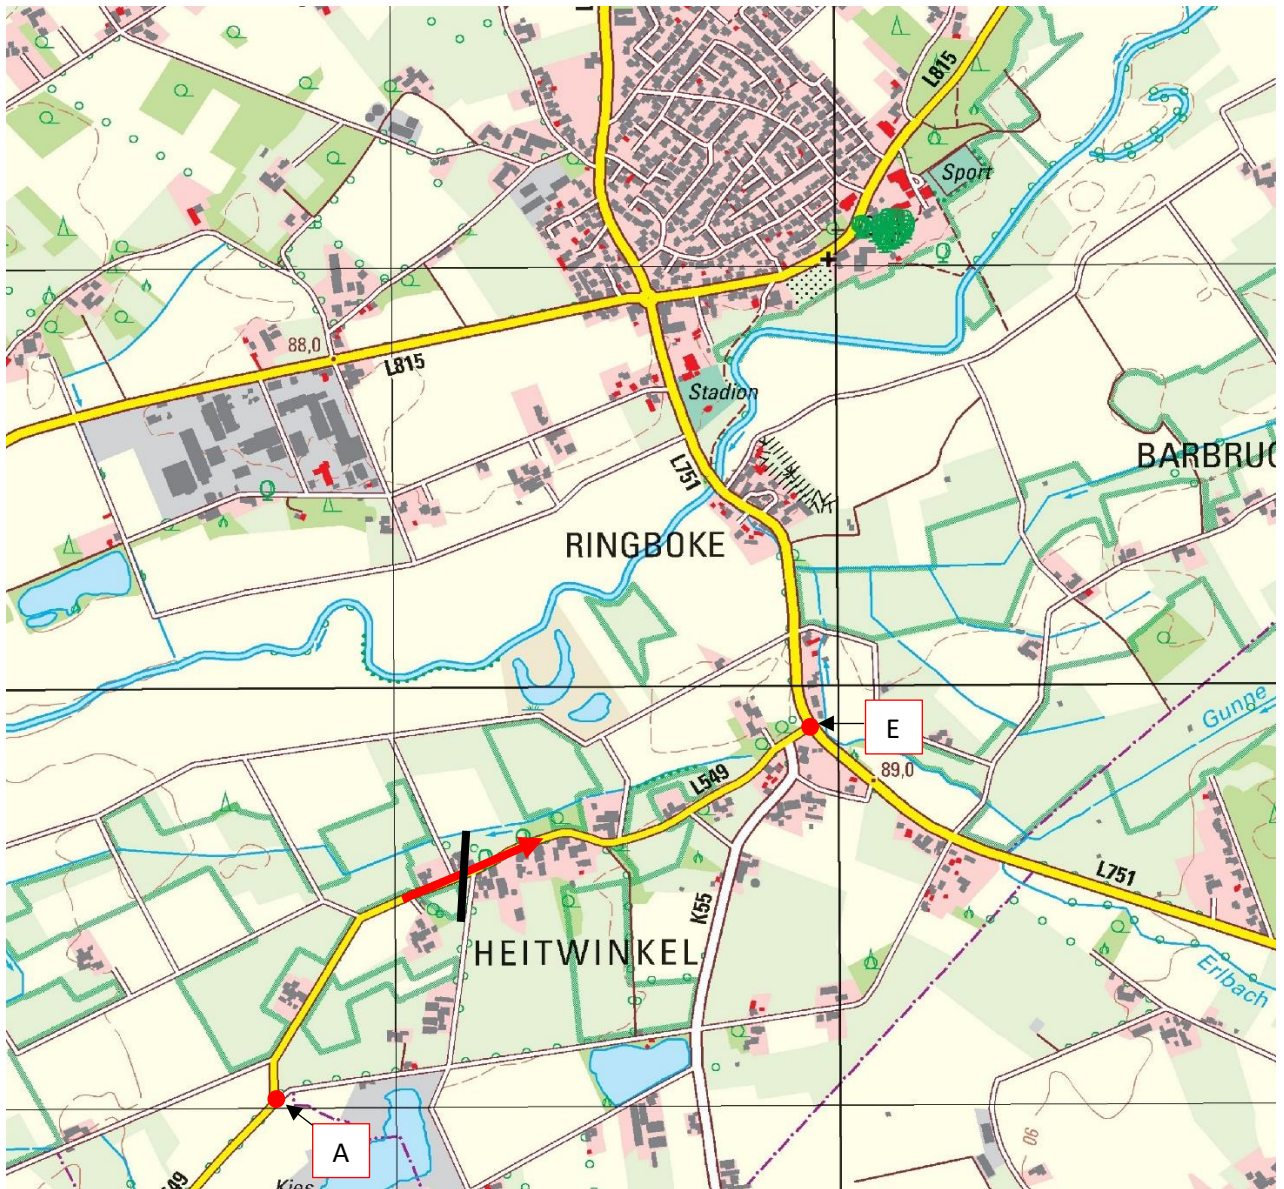 L815
Sport
88,0
L815
Stadion
L751
BARBRUC
RINGBOKE
Gunne
E
L549
89,0
L751
K55
HEITWINKEL
Erlbach
A
90
549
Kies